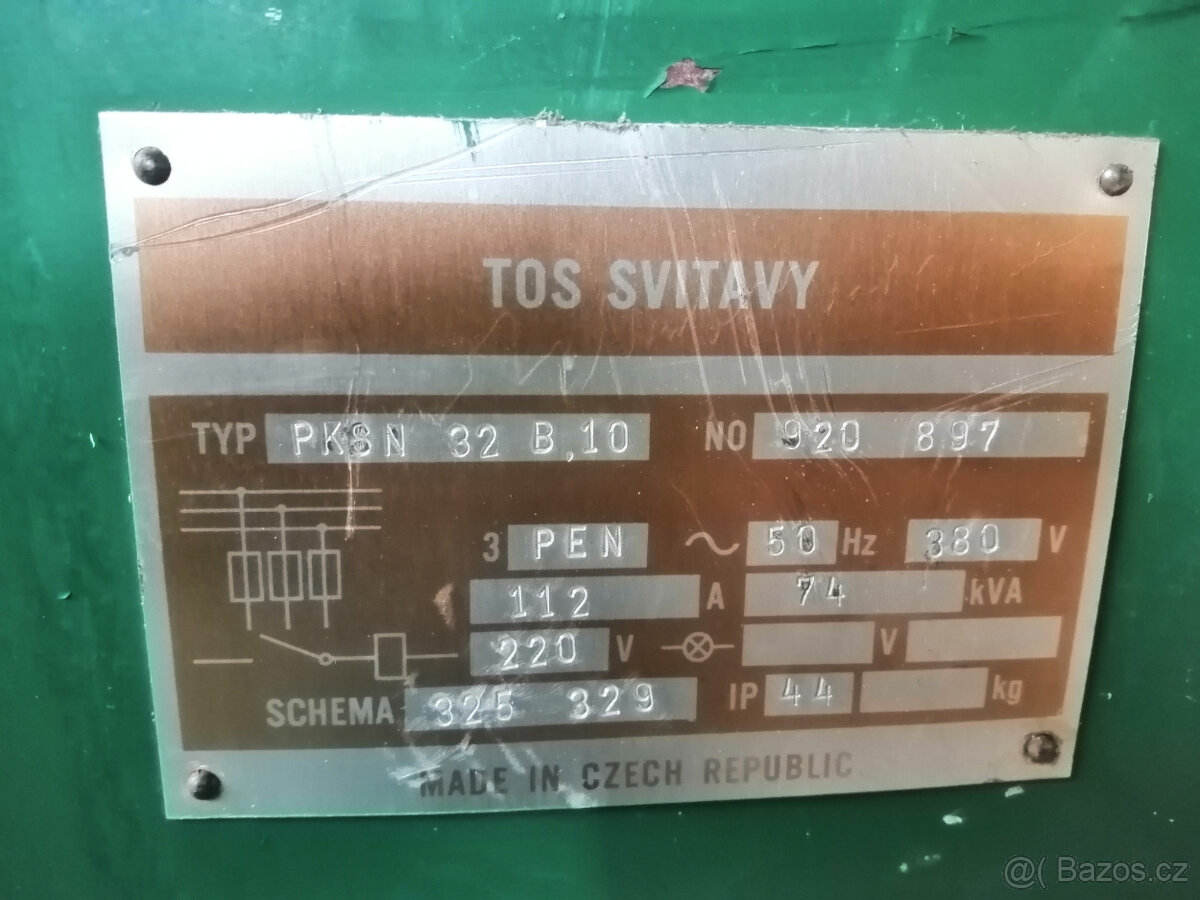 TOS SVITAVY
TYP PKSN 32 B,10 NO 920 897
3 PEN ~ 50 Hz 380 V
112 A 74 kVA
220 V V
SCHEMA 325 329 IP 44 kg
MADE IN CZECH REPUBLIC
@( Bazos.cz